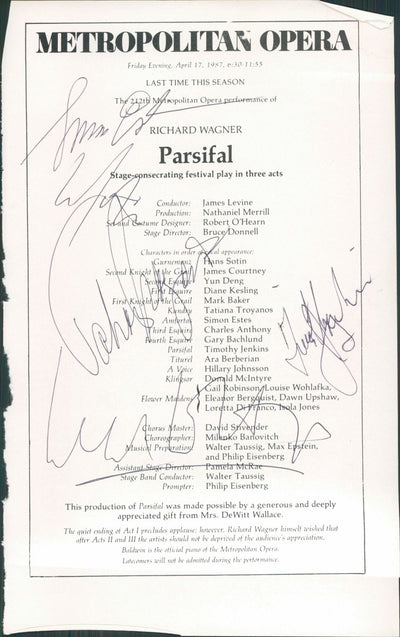 METROPOLITAN OPERA
Friday Evening, April 17, 1987, 6:30-11:55
LAST TIME THIS SEASON
The 212th Metropolitan Opera performance of
RICHARD WAGNER
Parsifal
Stage-consecrating festival play in three acts
Conductor: James Levine
Production: Nathaniel Merrill
Set and Costume Designer: Robert O'Hearn
Stage Director: Bruce Donnell
Characters in order of vocal appearance:
Gurnemanz Hans Sotin
Second Knight of the Grail James Courtney
Second Esquire Yun Deng
First Esquire Diane Kesling
First Knight of the Grail Mark Baker
Kundry Tatiana Troyanos
Amfortas Simon Estes
Third Esquire Charles Anthony
Fourth Esquire Gary Bachlund
Parsifal Timothy Jenkins
Titurel Ara Berberian
A Voice Hillary Johnsson
Klingsor Donald McIntyre
Gail Robinson, Louise Wohlafka,
Flower Maidens Eleanor Bergquist, Dawn Upshaw,
Loretta Di Franco, Isola Jones
Chorus Master: David Stivender
Choreographer: Milenko Banovitch
Musical Preparation: Walter Taussig, Max Epstein,
and Philip Eisenberg
Assistant Stage Director: Pamela McRae
Stage Band Conductor: Walter Taussig
Prompter: Philip Eisenberg
This production of Parsifal was made possible by a generous and deeply
appreciated gift from Mrs. DeWitt Wallace.
The quiet ending of Act I precludes applause; however, Richard Wagner himself wished that
after Acts II and III the artists should not be deprived of the audience's appreciation.
Baldwin is the official piano of the Metropolitan Opera.
Latecomers will not be admitted during the performance.